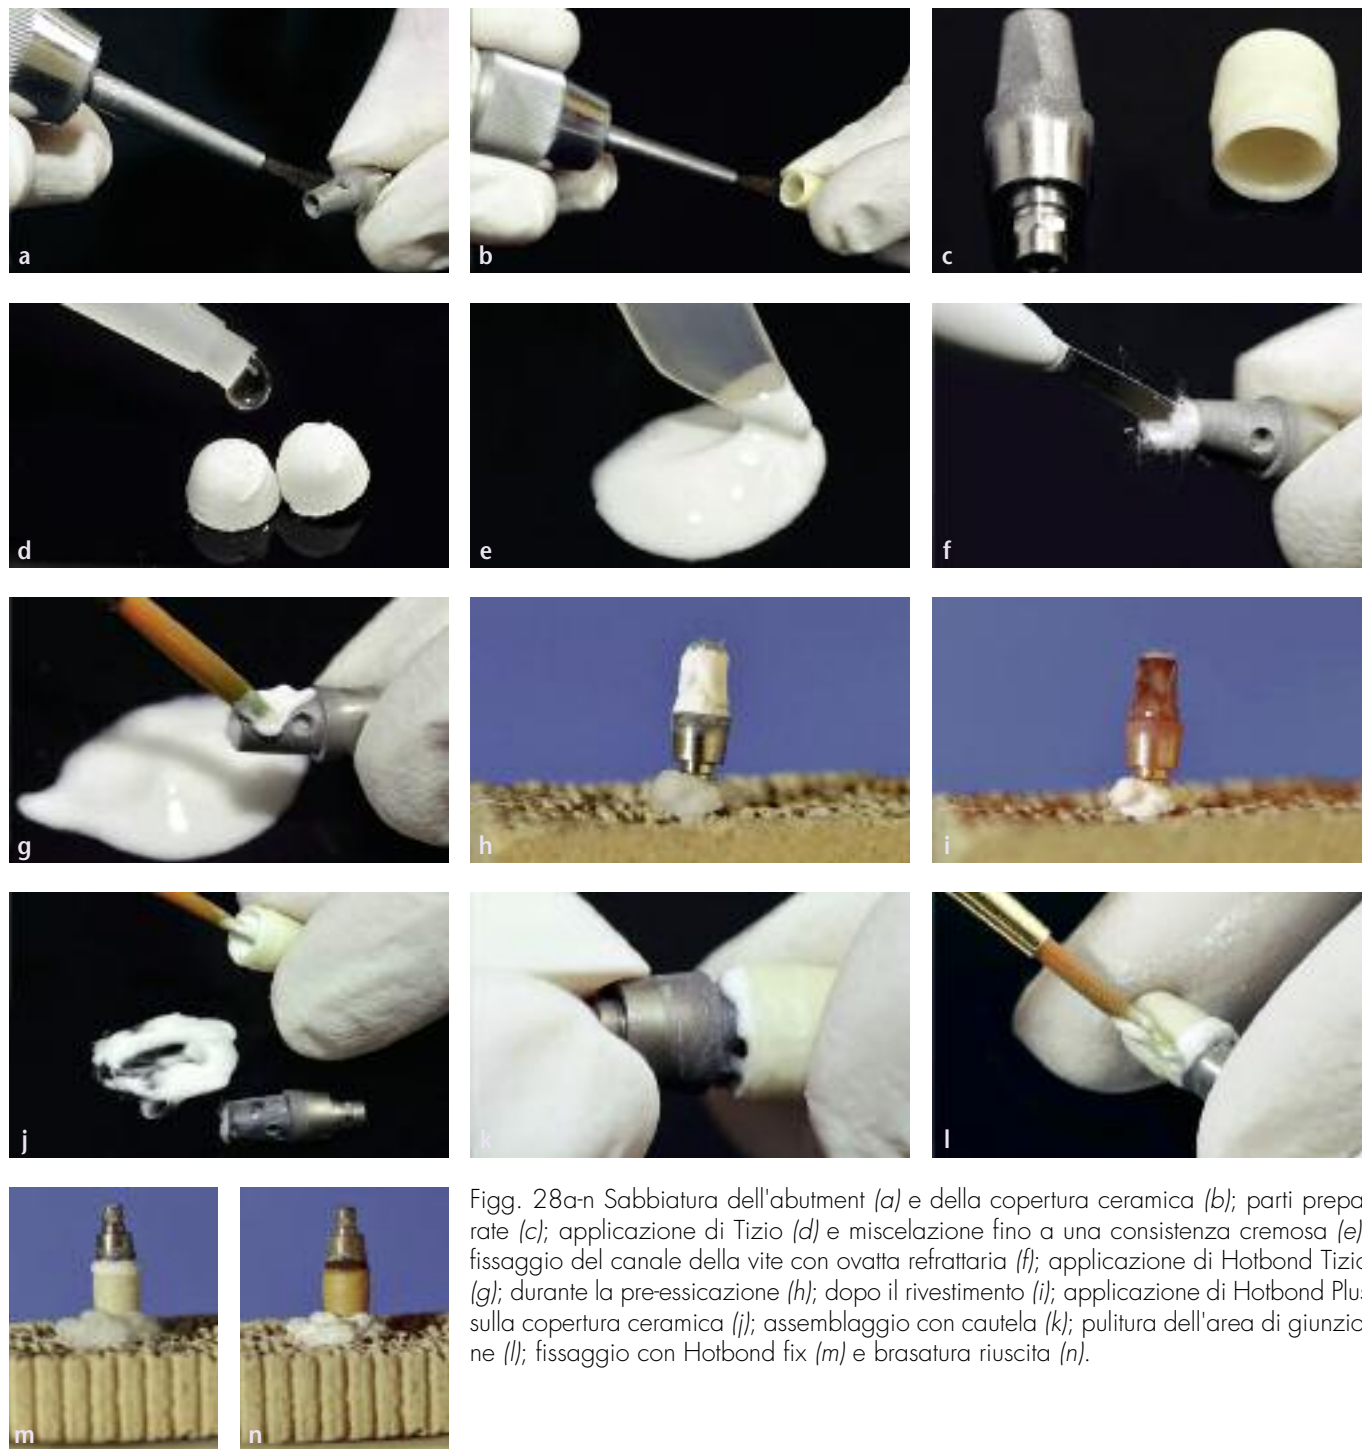 a
b
c
d
e
f
g
h
i
j
k
l
m
n
Figg. 28a-n Sabbiatura dell'abutment (a) e della copertura ceramica (b); parti prepa
rate (c); applicazione di Tizio (d) e miscelazione fino a una consistenza cremosa (e)
fissaggio del canale della vite con ovatta refrattaria (f); applicazione di Hotbond Tizio
(g); durante la pre-essicazione (h); dopo il rivestimento (i); applicazione di Hotbond Plus
sulla copertura ceramica (j); assemblaggio con cautela (k); pulitura dell'area di giunzio
ne (l); fissaggio con Hotbond fix (m) e brasatura riuscita (n).